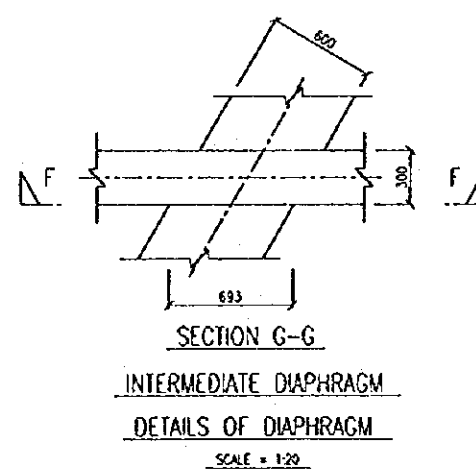 600
F
300
F
693
SECTION G-G
INTERMEDIATE DIAPHRAGM
DETAILS OF DIAPHRAGM
SCALE = 1:20